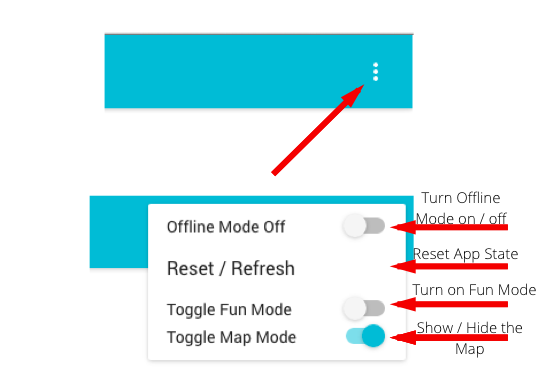 Offline Mode Off
Turn Offline
Mode on / off
Reset / Refresh
Reset App State
Toggle Fun Mode
Turn on Fun Mode
Toggle Map Mode
Show / Hide the
Map